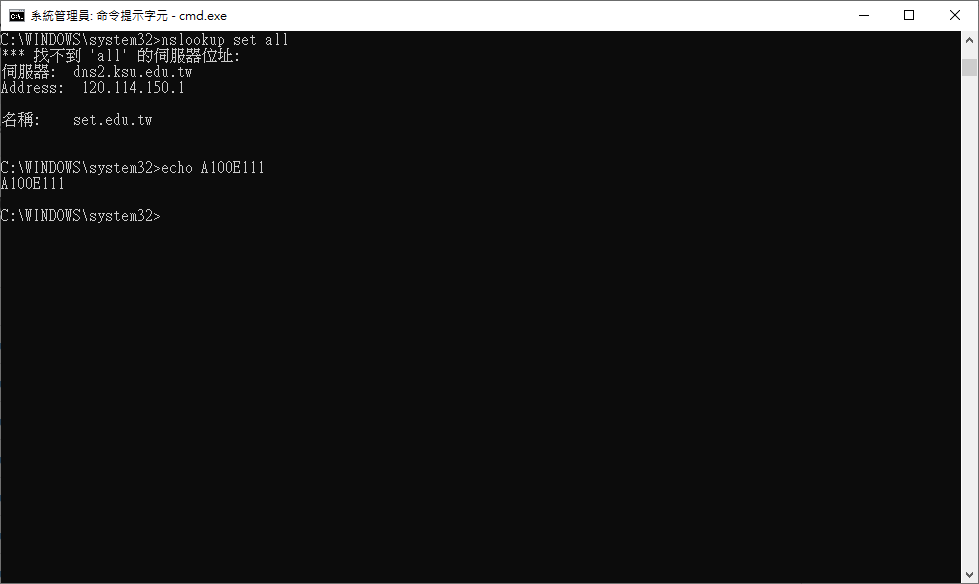 系統管理員: 命令提示字元 - cmd.exe
C:\WINDOWS\system32>nslookup set all
*** 找不到 'all' 的伺服器位址:
伺服器:  dns2.ksu.edu.tw
Address:  120.114.150.1
名稱:    set.edu.tw
C:\WINDOWS\system32>echo A100E111
A100E111
C:\WINDOWS\system32>